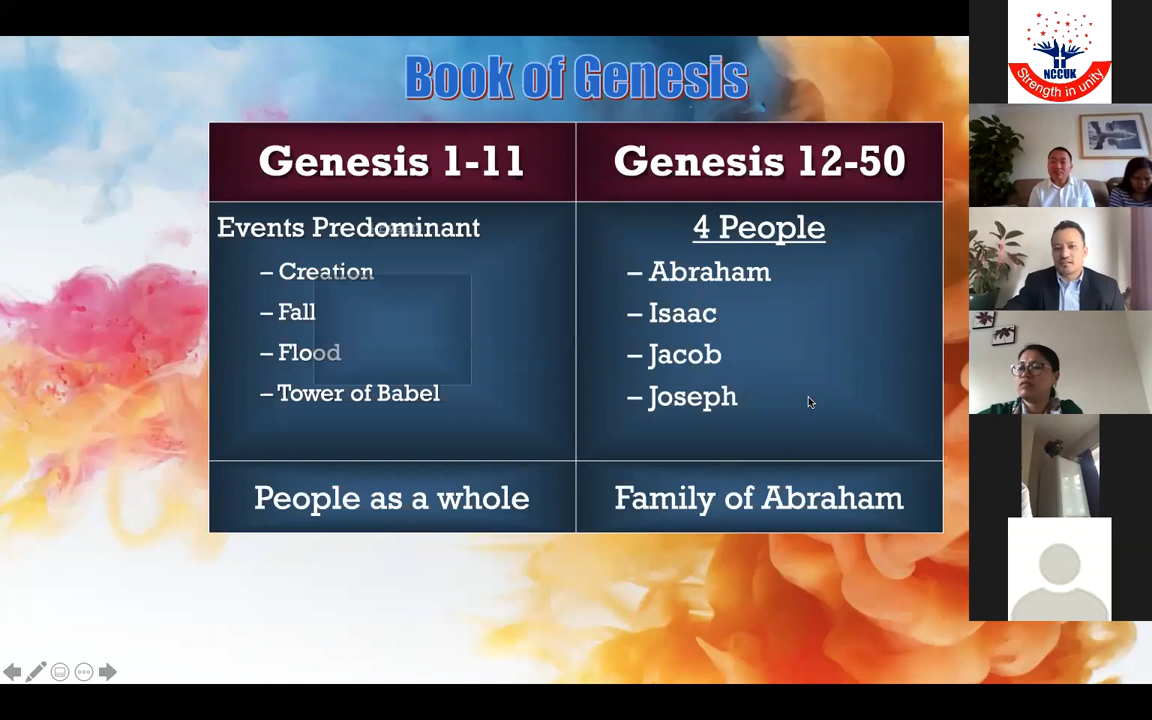 Book of Genesis
Genesis 1-11
Genesis 12-50
Events Predominant
– Creation
– Fall
– Flood
– Tower of Babel
4 People
– Abraham
– Isaac
– Jacob
– Joseph
People as a whole
Family of Abraham
NCCUK
Strength in unity